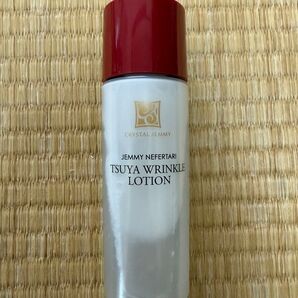 CRYSTAL JEMMY
JEMMY NEFERTARI
TSUYA WRINKLE
LOTION